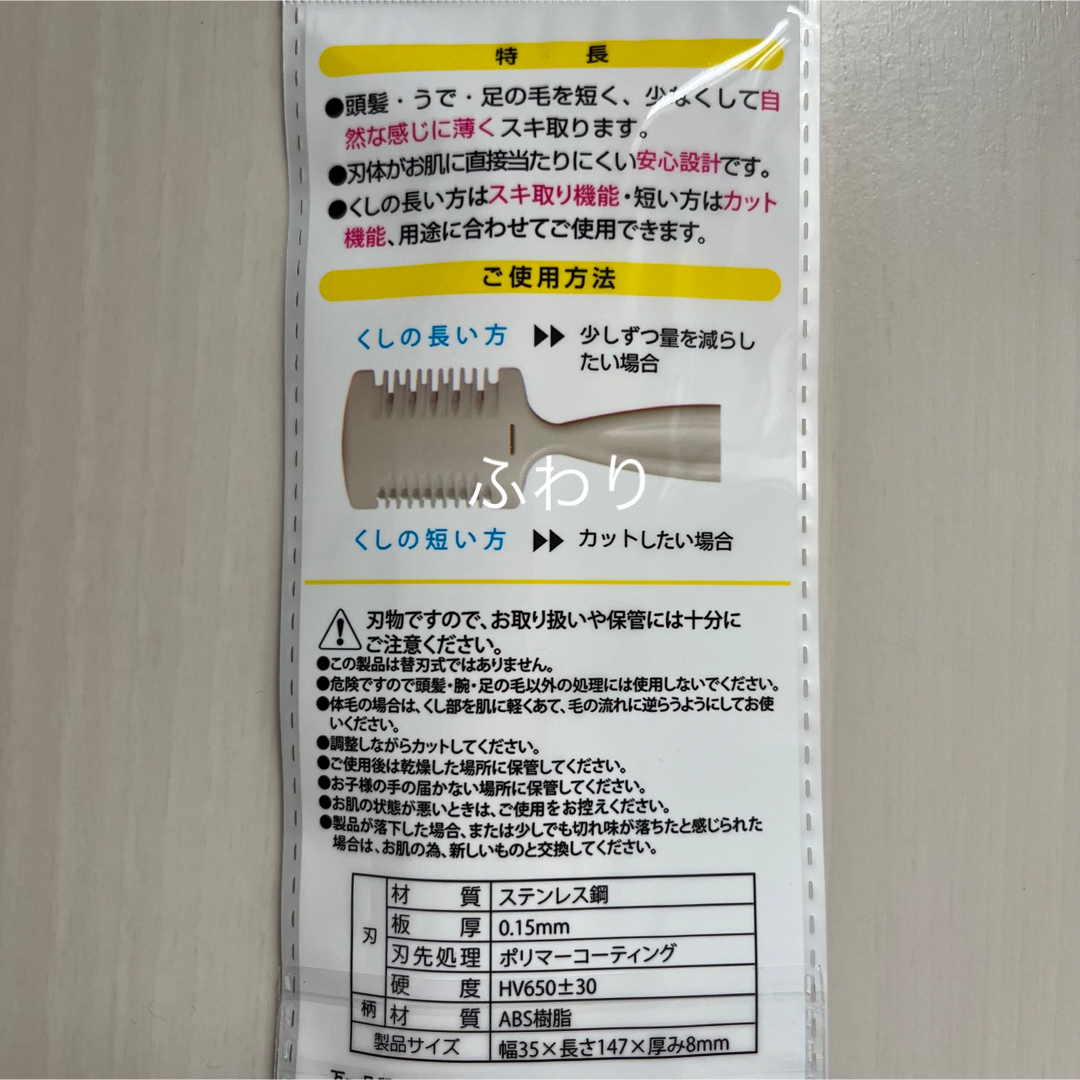 特 長
●頭髪・うで・足の毛を短く、少なくして自
然な感じに薄くスキ取ります。
●刃体がお肌に直接当たりにくい安心設計です。
●くしの長い方はスキ取り機能・短い方はカット
機能、用途に合わせてご使用できます。
ご使用方法
くしの長い方 ▶▶ 少しずつ量を減らし
たい場合
ふわり
くしの短い方 ▶▶ カットしたい場合
刃物ですので、お取り扱いや保管には十分に
ご注意ください。
●この製品は替刃式ではありません。
●危険ですので頭髪・腕・足の毛以外の処理には使用しないでください。
●体毛の場合は、くし部を肌に軽くあて、毛の流れに逆らうようにしてお使
いください。
●調整しながらカットしてください。
●ご使用後は乾燥した場所に保管してください。
●お子様の手の届かない場所に保管してください。
●お肌の状態が悪いときは、ご使用をお控えください。
●製品が落下した場合、または少しでも切れ味が落ちたと感じられた
場合は、お肌の為、新しいものと交換してください。
刃 材 質 ステンレス鋼
板 厚 0.15mm
刃先処理 ポリマーコーティング
硬 度 HV650±30
柄 材 質 ABS樹脂
製品サイズ 幅35×長さ147×厚み8mm